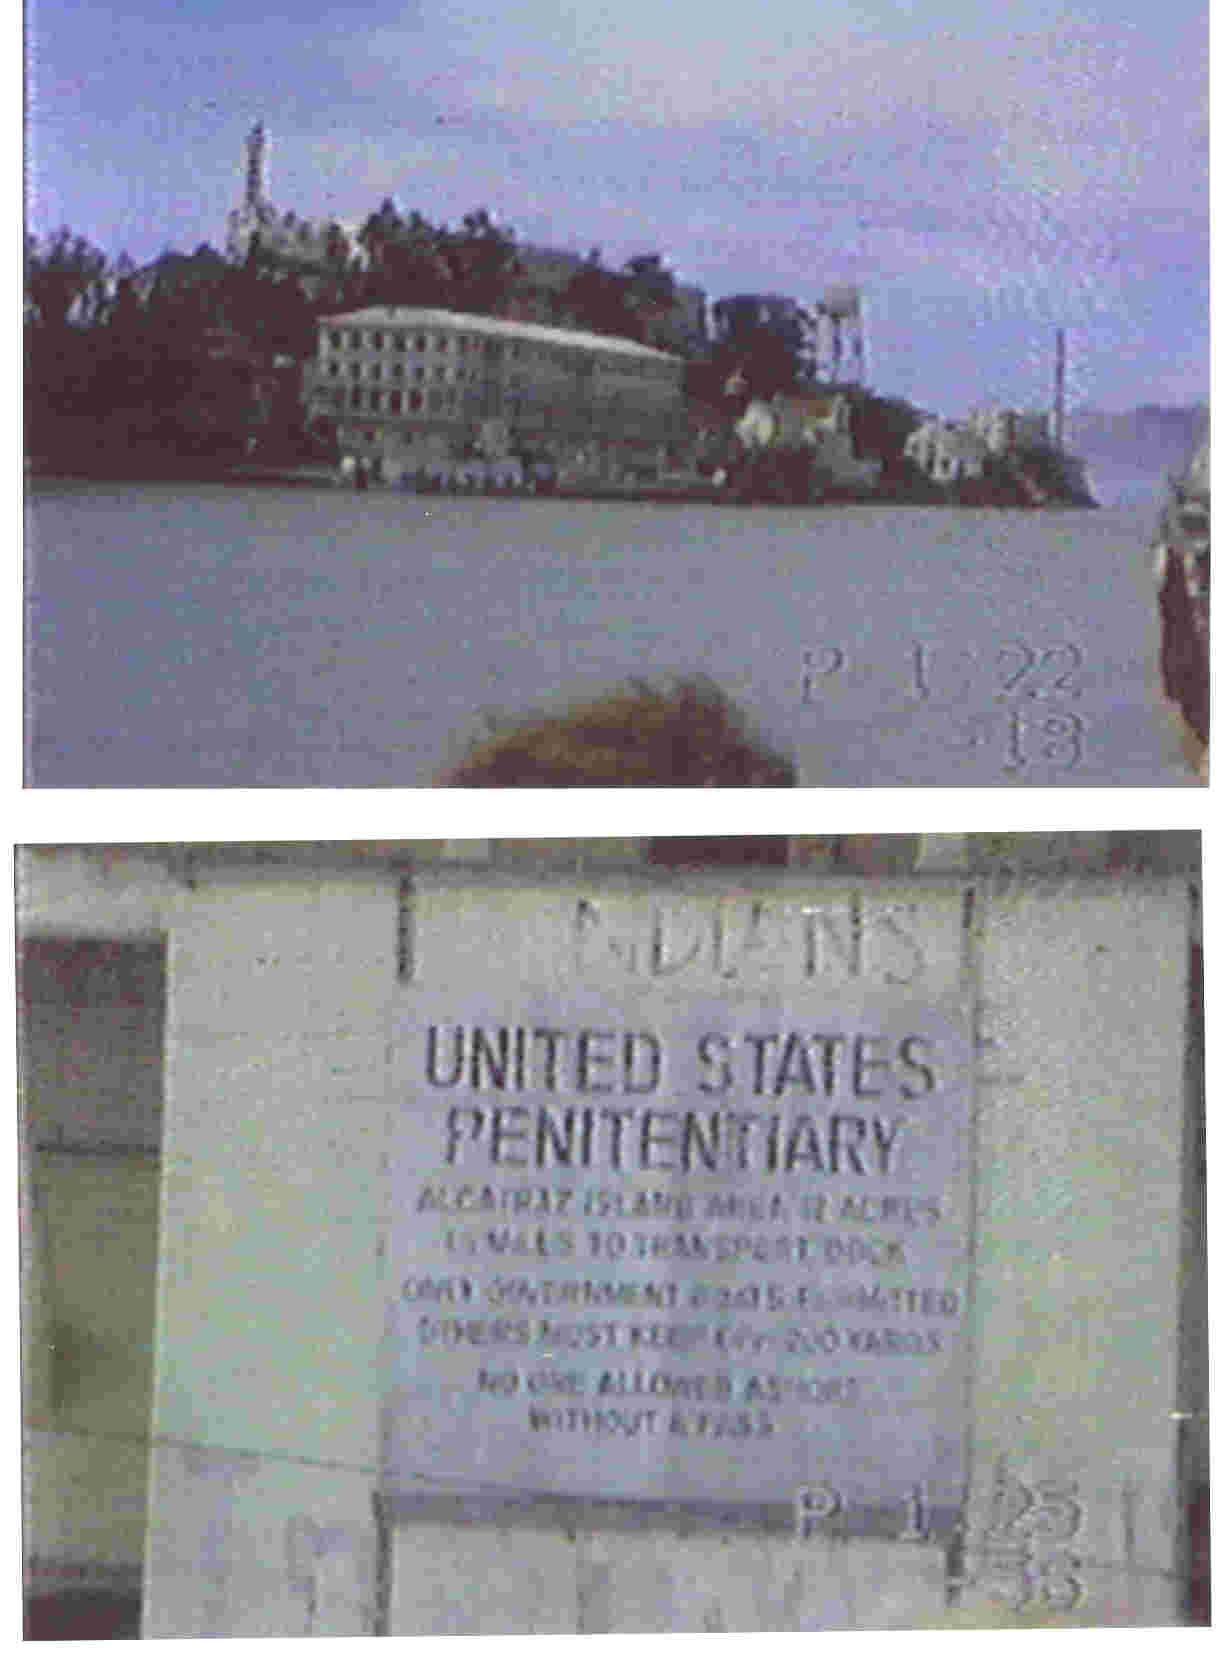 P 1:22
:13
NDIANS
UNITED STATES
PENITENTIARY
ALCATRAZ ISLAND AREA 12 ACRES
MILES TO TRANSPORT DOCK
ONLY GOVERNMENT BOATS PERMITTED
OTHERS MUST KEEP OFF 200 YARDS
NO ONE ALLOWED ASHORE
WITHOUT A PASS
P 1:25